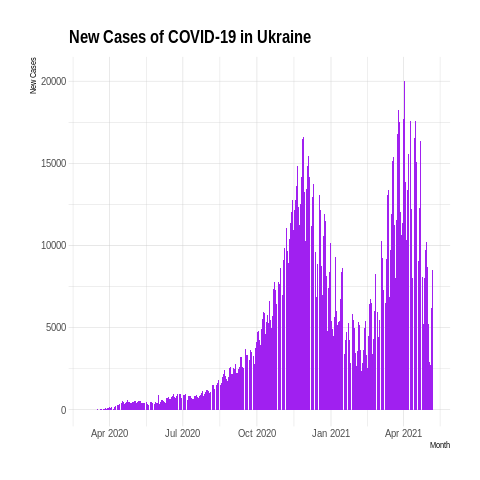 New Cases of COVID-19 in Ukraine
New Cases
20000
15000
10000
5000
0
Apr 2020 Jul 2020 Oct 2020 Jan 2021 Apr 2021
Month